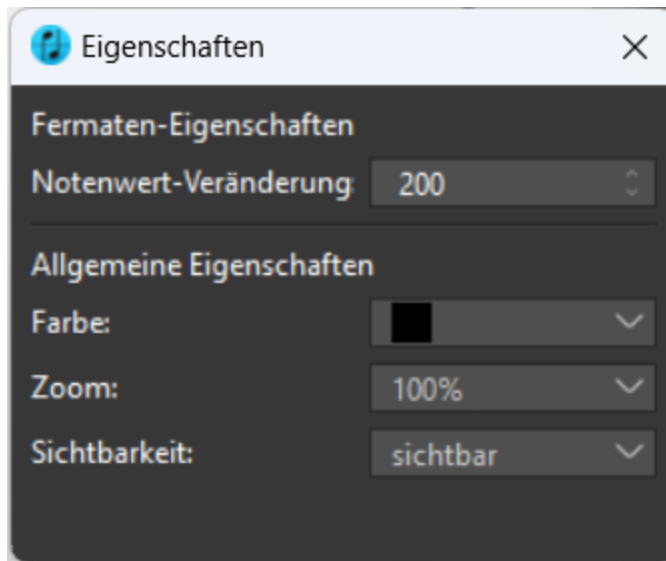 Eigenschaften
Fermaten-Eigenschaften
Notenwert-Veränderung: 200
Allgemeine Eigenschaften
Farbe:
Zoom: 100%
Sichtbarkeit: sichtbar